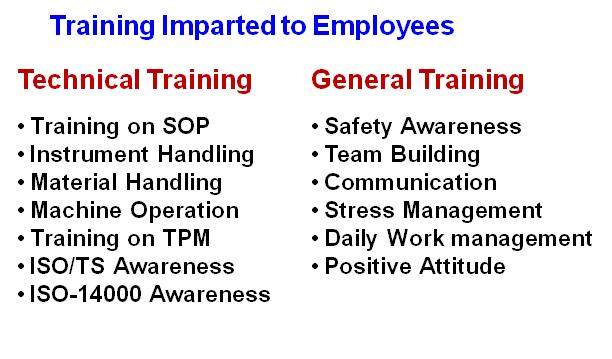 Training Imparted to Employees
Technical Training
• Training on SOP
• Instrument Handling
• Material Handling
• Machine Operation
• Training on TPM
• ISO/TS Awareness
• ISO-14000 Awareness
General Training
• Safety Awareness
• Team Building
• Communication
• Stress Management
• Daily Work management
• Positive Attitude